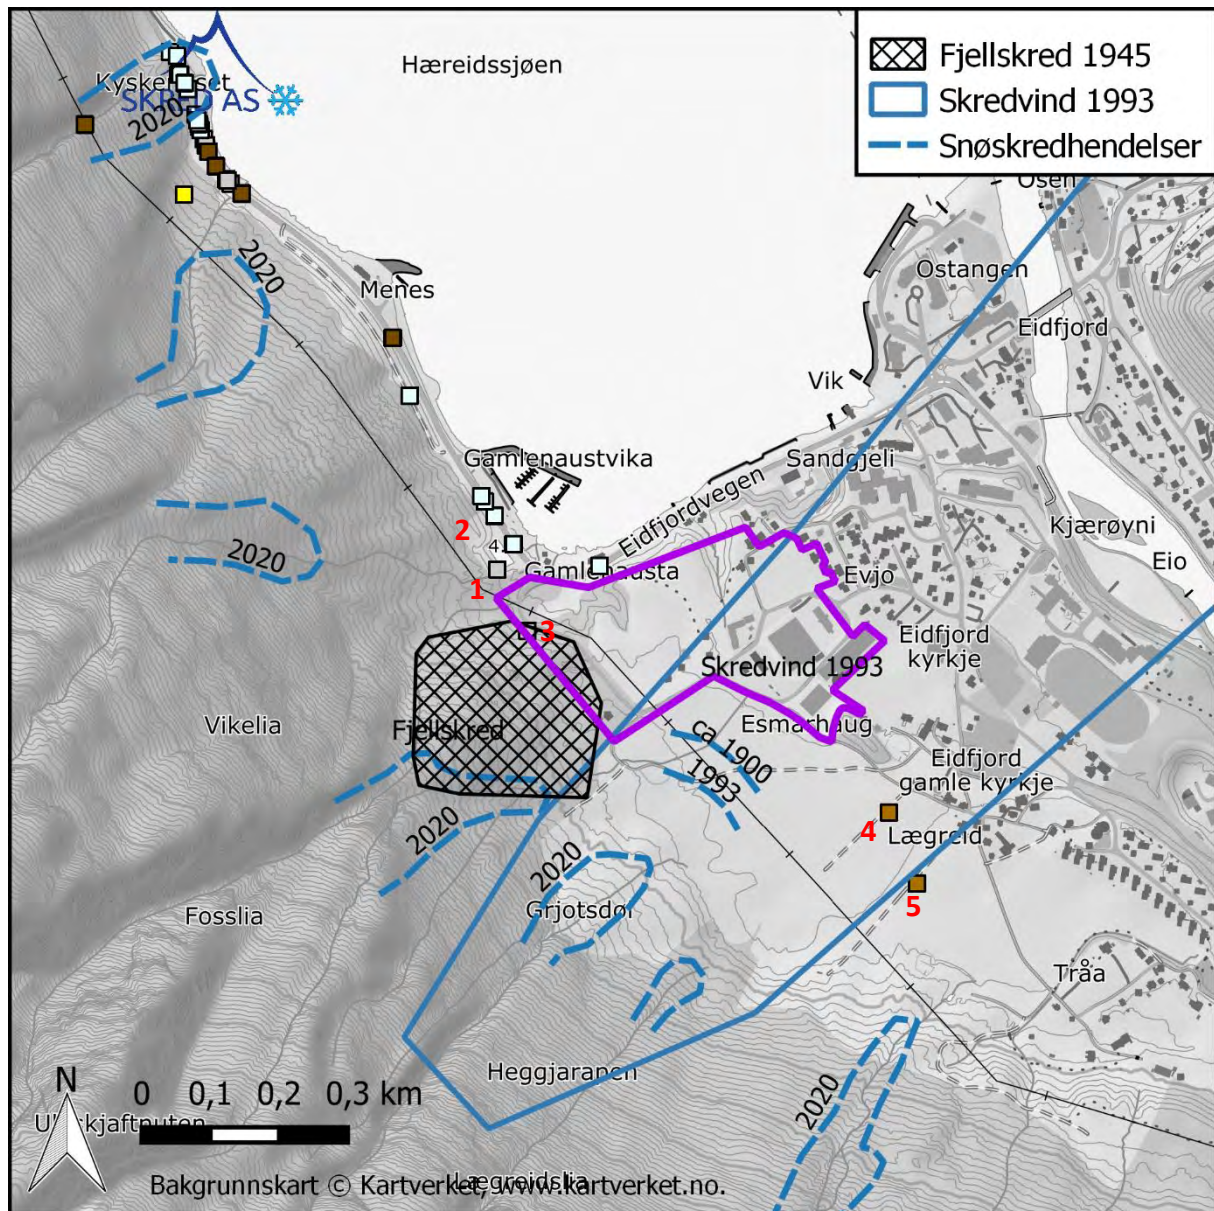 Fjellskred 1945
Skredvind 1993
Snøskredhendelser
Hæreidssjøen
SKRED AS
2020
Osen
2020
Ostangen
Menes
Eidfjord
Vik
Gamlenaustvika
Sandgjeli
Eidfjordvegen
2
4
Kjærøyni
2020
Eio
Gamlenausta
Evjo
1
3
Eidfjord
kyrkje
Skredvind 1993
Vikelia
Fjellskred
Esmarhaug
ca 1900
1993
Eidfjord
gamle kyrkje
2020
4
Lægreid
2020
5
Fosslia
Grjotsdøl
Tråa
Heggjaranen
2020
N
0 0,1 0,2 0,3 km
Lægreidslia
Bakgrunnskart © Kartverket, www.kartverket.no.